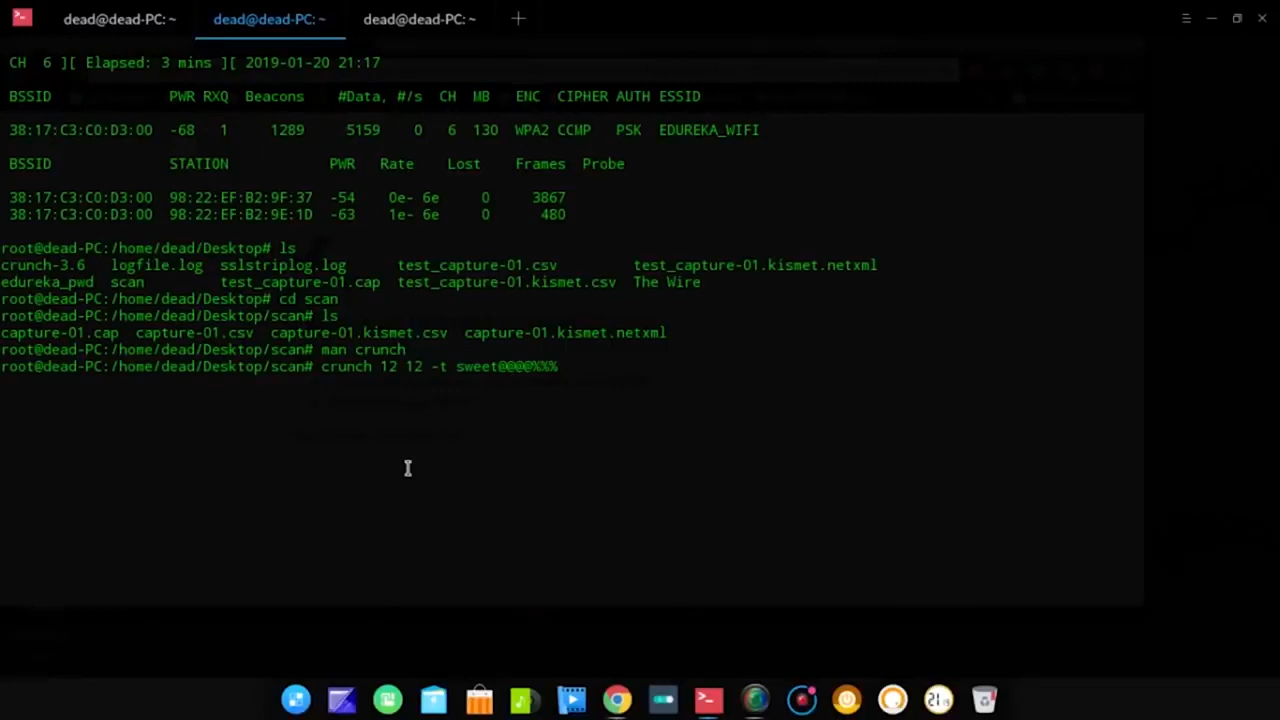 dead@dead-PC: ~ dead@dead-PC: ~ dead@dead-PC: ~
CH 6 ][ Elapsed: 3 mins ][ 2019-01-20 21:17
BSSID PWR RXQ Beacons #Data, #/s CH MB ENC CIPHER AUTH ESSID
38:17:C3:C0:D3:00 -68 1 1289 5159 0 6 130 WPA2 CCMP PSK EDUREKA_WIFI
BSSID STATION PWR Rate Lost Frames Probe
38:17:C3:C0:D3:00 98:22:EF:B2:9F:37 -54 0e- 6e 0 3867
38:17:C3:C0:D3:00 98:22:EF:B2:9E:1D -63 1e- 6e 0 480
root@dead-PC:/home/dead/Desktop# ls
crunch-3.6 logfile.log sslstriplog.log test_capture-01.csv test_capture-01.kismet.netxml
edureka_pwd scan test_capture-01.cap test_capture-01.kismet.csv The Wire
root@dead-PC:/home/dead/Desktop# cd scan
root@dead-PC:/home/dead/Desktop/scan# ls
capture-01.cap capture-01.csv capture-01.kismet.csv capture-01.kismet.netxml
root@dead-PC:/home/dead/Desktop/scan# man crunch
root@dead-PC:/home/dead/Desktop/scan# crunch 12 12 -t sweet@@@@%%%
21